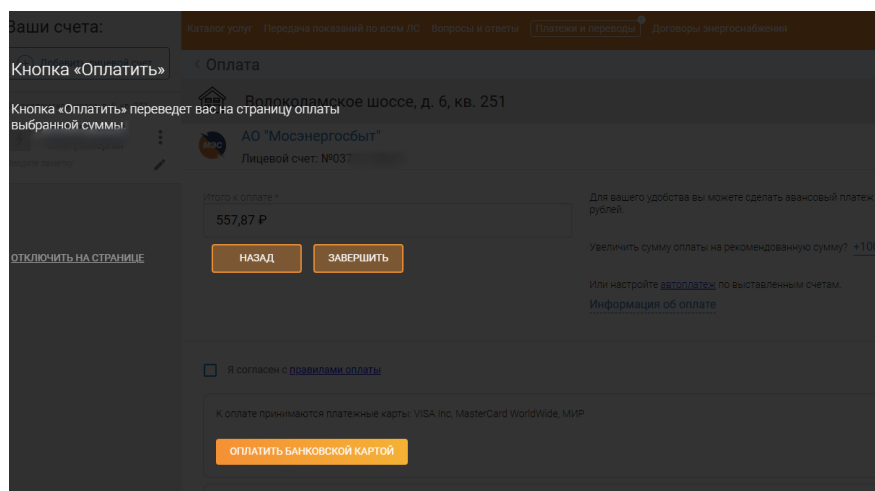 Ваши счета:
Каталог услуг Передача показаний по всем ЛС Вопросы и ответы Платежи и переводы Договоры энергоснабжения
Кнопка «Оплатить»
< Оплата
Волоколамское шоссе, д. 6, кв. 251
Кнопка «Оплатить» переведет вас на страницу оплаты
выбранной суммы.
МЭС
АО "Мосэнергосбыт"
Лицевой счет: №037
Итого к оплате *
557,87 ₽
Для вашего удобства вы можете сделать авансовый платеж
рублей.
Увеличить сумму оплаты на рекомендованную сумму? +100
ОТКЛЮЧИТЬ НА СТРАНИЦЕ
НАЗАД
ЗАВЕРШИТЬ
Или настройте автоплатеж по выставленным счетам.
Информация об оплате
Я согласен с правилами оплаты
К оплате принимаются платежные карты: VISA Inc, MasterCard WorldWide, МИР
ОПЛАТИТЬ БАНКОВСКОЙ КАРТОЙ